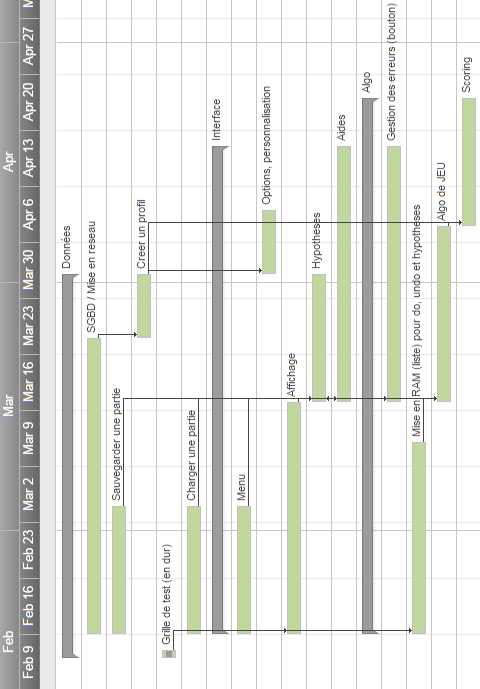 Feb
Mar
Apr
Feb 9
Feb 16
Feb 23
Mar 2
Mar 9
Mar 16
Mar 23
Mar 30
Apr 6
Apr 13
Apr 20
Apr 27
Données
SGBD / Mise en reseau
Sauvegarder une partie
Creer un profil
Grille de test (en dur)
Charger une partie
Interface
Menu
Options, personnalisation
Affichage
Hypotheses
Aides
Algo
Gestion des erreurs (bouton)
Mise en RAM (liste) pour do, undo et hypotheses
Algo de JEU
Scoring